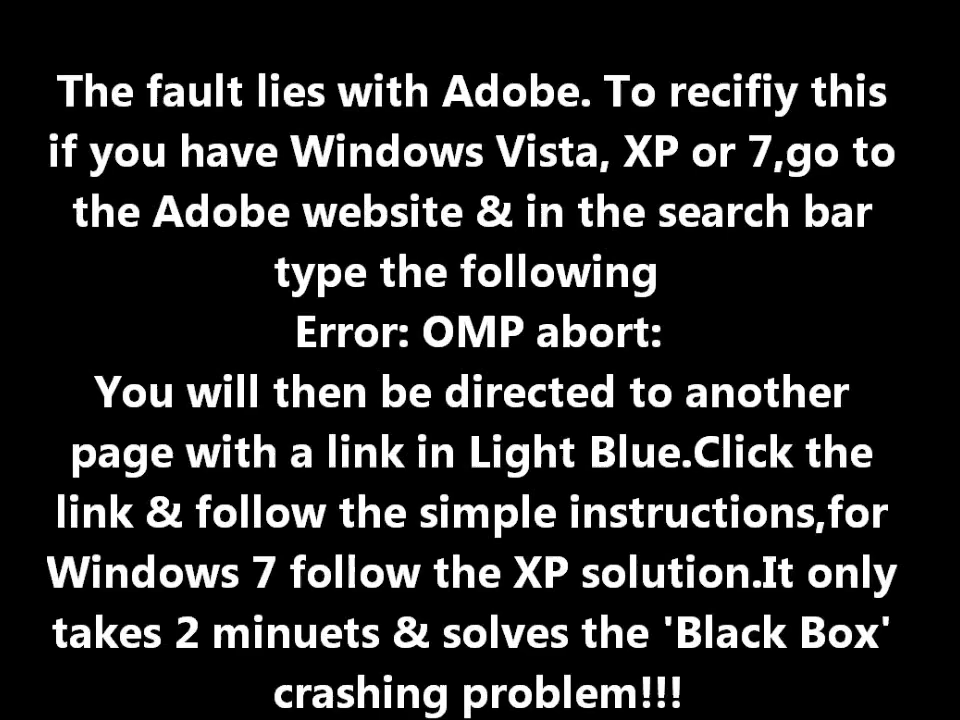 The fault lies with Adobe. To recifiy this
if you have Windows Vista, XP or 7,go to
the Adobe website & in the search bar
type the following
Error: OMP abort:
You will then be directed to another
page with a link in Light Blue.Click the
link & follow the simple instructions,for
Windows 7 follow the XP solution.It only
takes 2 minuets & solves the 'Black Box'
crashing problem!!!